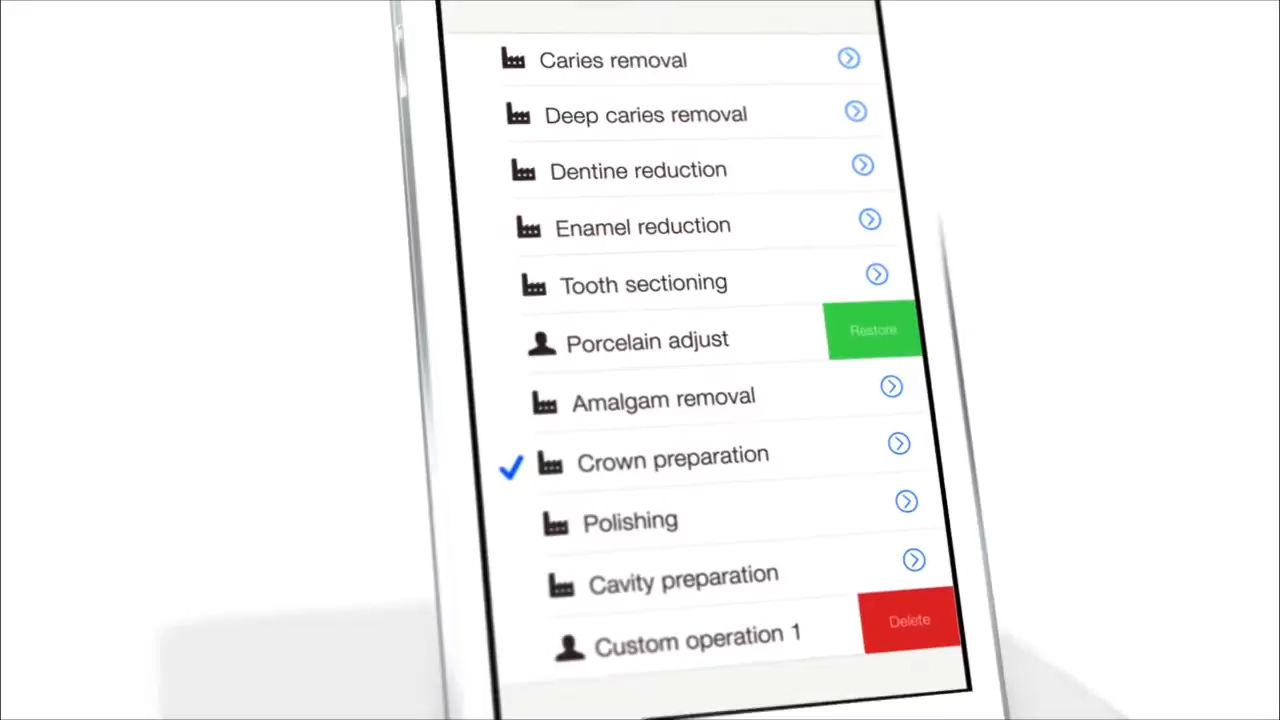 Caries removal
Deep caries removal
Dentine reduction
Enamel reduction
Tooth sectioning
Porcelain adjust
Restore
Amalgam removal
Crown preparation
Polishing
Cavity preparation
Custom operation 1
Delete